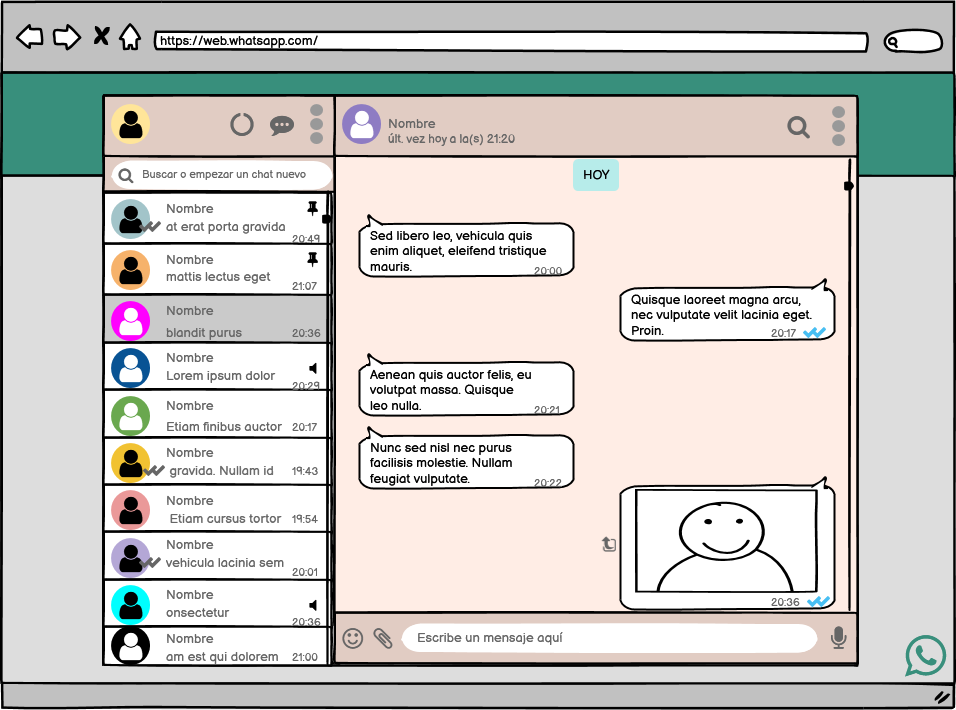 https://web.whatsapp.com/
Nombre
últ. vez hoy a la(s) 21:20
Buscar o empezar un chat nuevo
Nombre
at erat porta gravida
20:49
Nombre
mattis lectus eget
21:07
Nombre
blandit purus 20:36
Nombre
Lorem ipsum dolor
20:29
Nombre
Etiam finibus auctor 20:17
Nombre
gravida. Nullam id 19:43
Nombre
Etiam cursus tortor 19:54
Nombre
vehicula lacinia sem
20:01
Nombre
onsectetur
20:36
Nombre
am est qui dolorem 21:00
HOY
Sed libero leo, vehicula quis
enim aliquet, eleifend tristique
mauris.
20:00
Quisque laoreet magna arcu,
nec vulputate velit lacinia eget.
Proin.
20:17
Aenean quis auctor felis, eu
volutpat massa. Quisque
leo nulla.
20:21
Nunc sed nisl nec purus
facilisis molestie. Nullam
feugiat vulputate.
20:22
20:36
Escribe un mensaje aquí